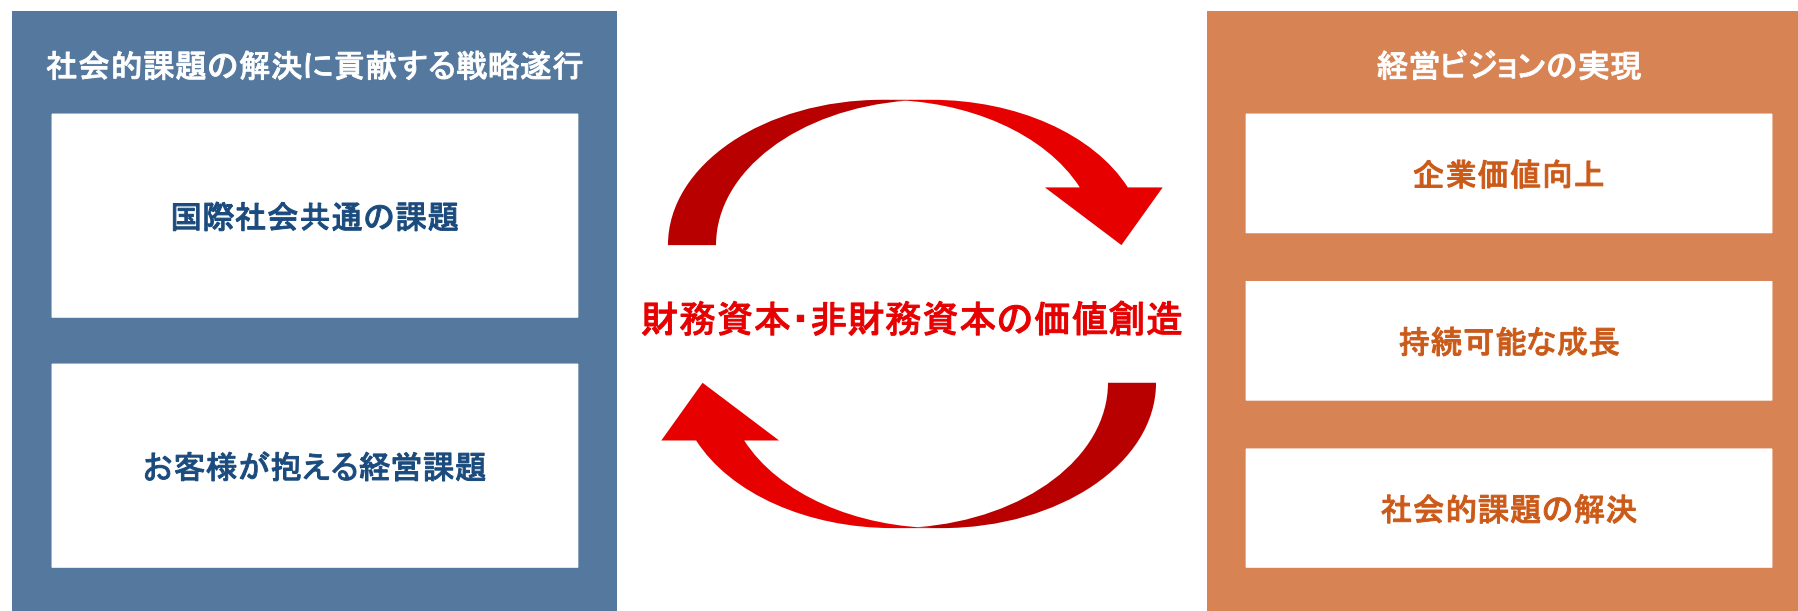 社会的課題の解決に貢献する戦略遂行
国際社会共通の課題
お客様が抱える経営課題
財務資本・非財務資本の価値創造
経営ビジョンの実現
企業価値向上
持続可能な成長
社会的課題の解決